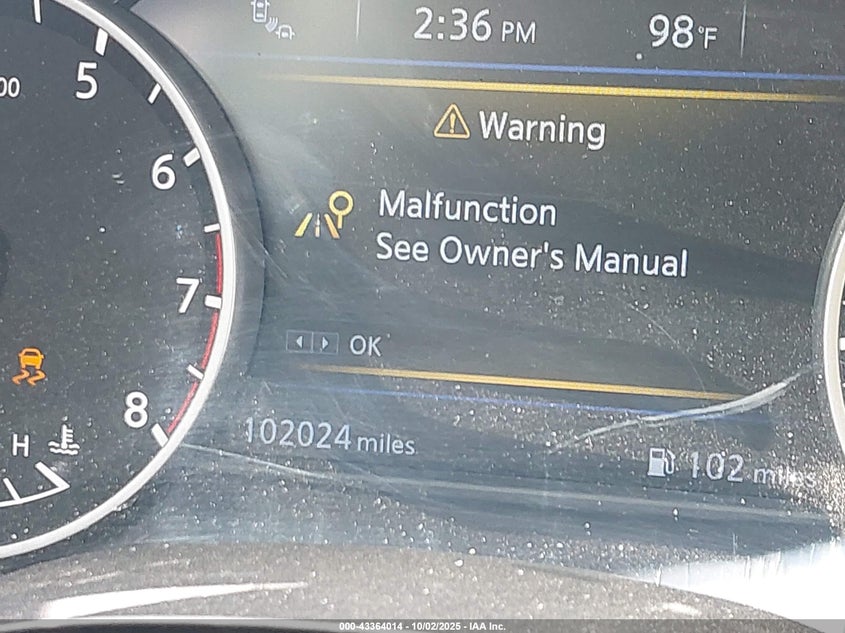 2:36 PM 98°F
5
00
6
7
8
H
Warning
Malfunction
See Owner's Manual
OK
102024 miles
102 miles
000-43364014 - 10/02/2025 - IAA Inc.